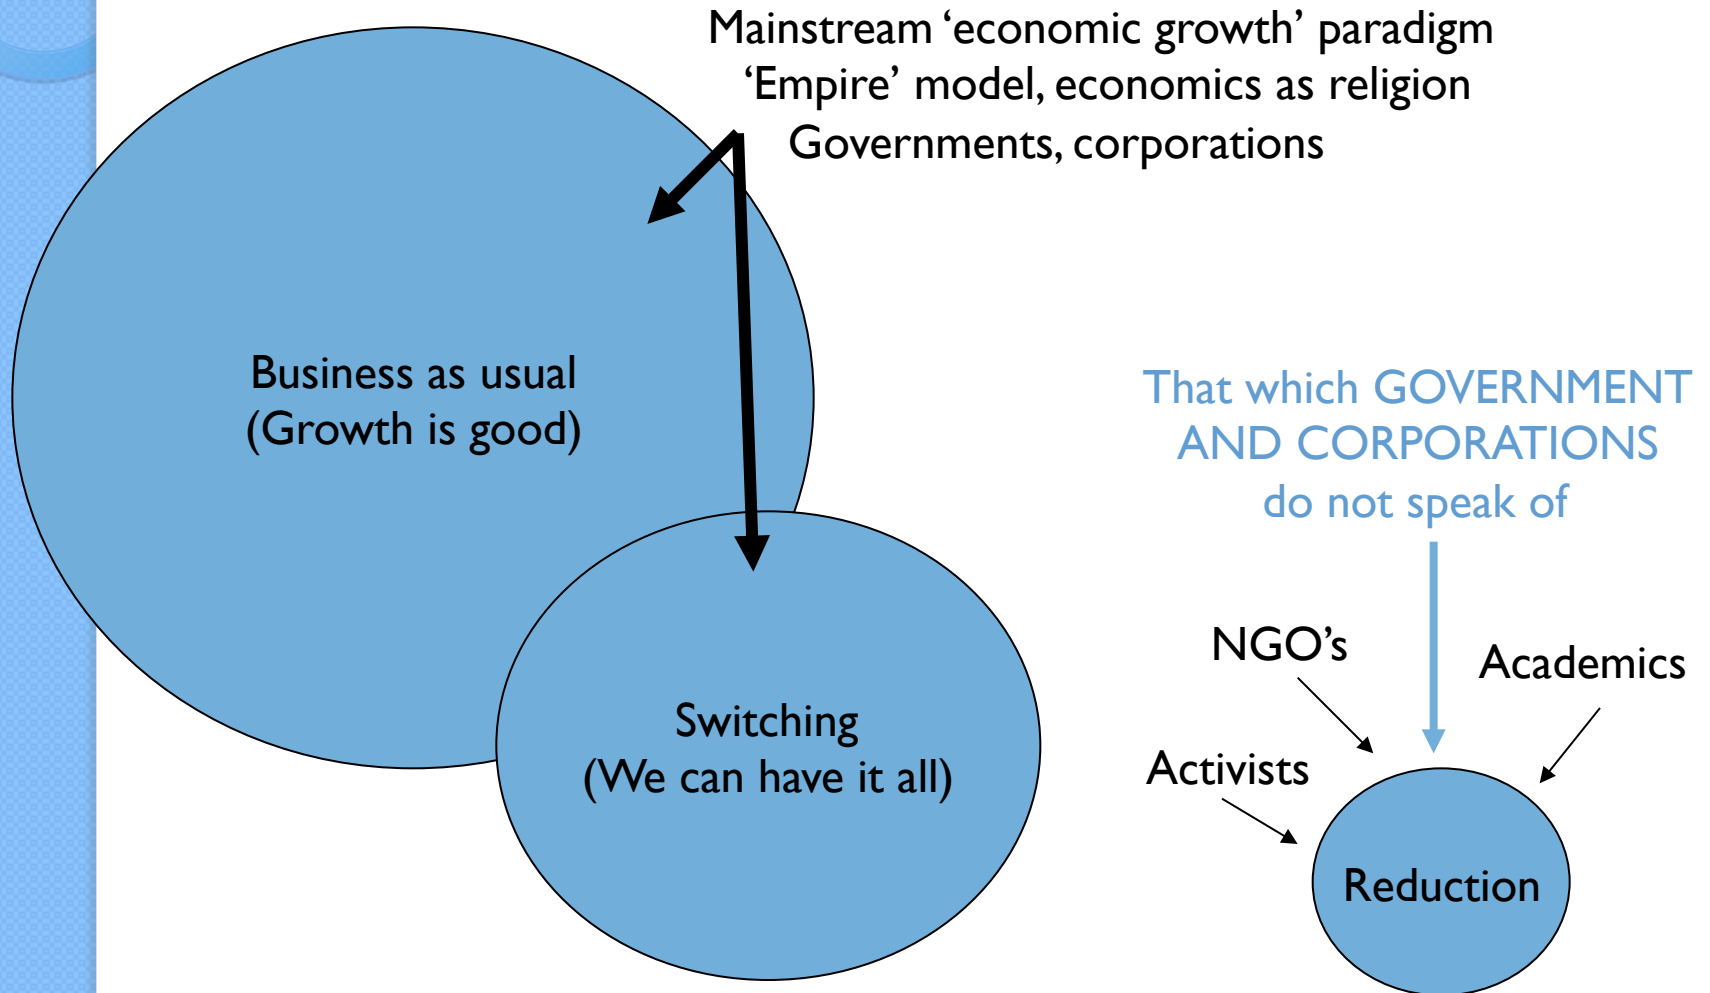 Mainstream ‘economic growth’ paradigm
‘Empire’ model, economics as religion
Governments, corporations
Business as usual
(Growth is good)
That which GOVERNMENT
AND CORPORATIONS
do not speak of
NGO’s
Academics
Activists
Switching
(We can have it all)
Reduction